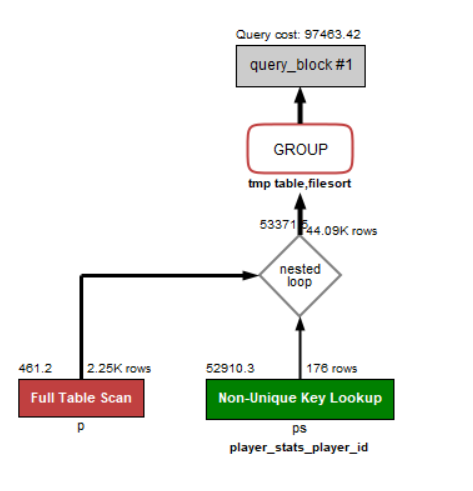 Query cost: 97463.42
query_block #1
GROUP
tmp table,filesort
53371.5
44.09K rows
nested
loop
461.2
2.25K rows
52910.3
176 rows
Full Table Scan
Non-Unique Key Lookup
p
ps
player_stats_player_id